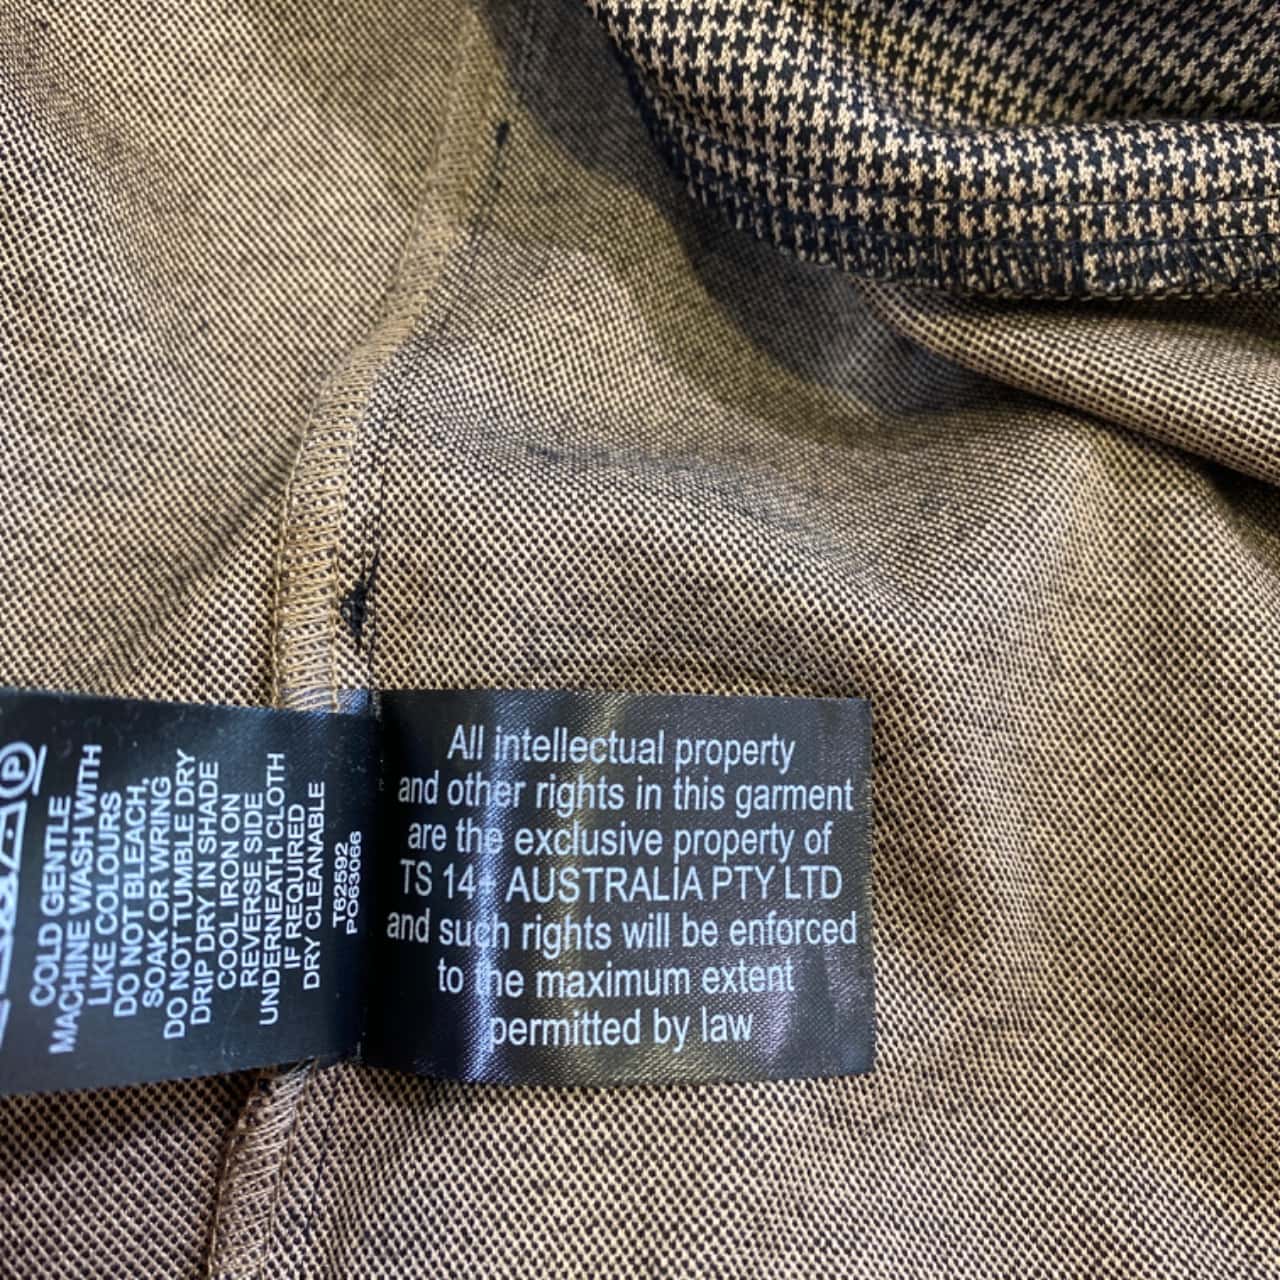 COLD GENTLE
MACHINE WASH WITH
LIKE COLOURS
DO NOT BLEACH,
SOAK OR WRING
DO NOT TUMBLE DRY
DRIP DRY IN SHADE
COOL IRON ON
REVERSE SIDE
UNDERNEATH CLOTH
IF REQUIRED
DRY CLEANABLE
T62592
PO63066
All intellectual property
and other rights in this garment
are the exclusive property of
TS 14+ AUSTRALIA PTY LTD
and such rights will be enforced
to the maximum extent
permitted by law
P